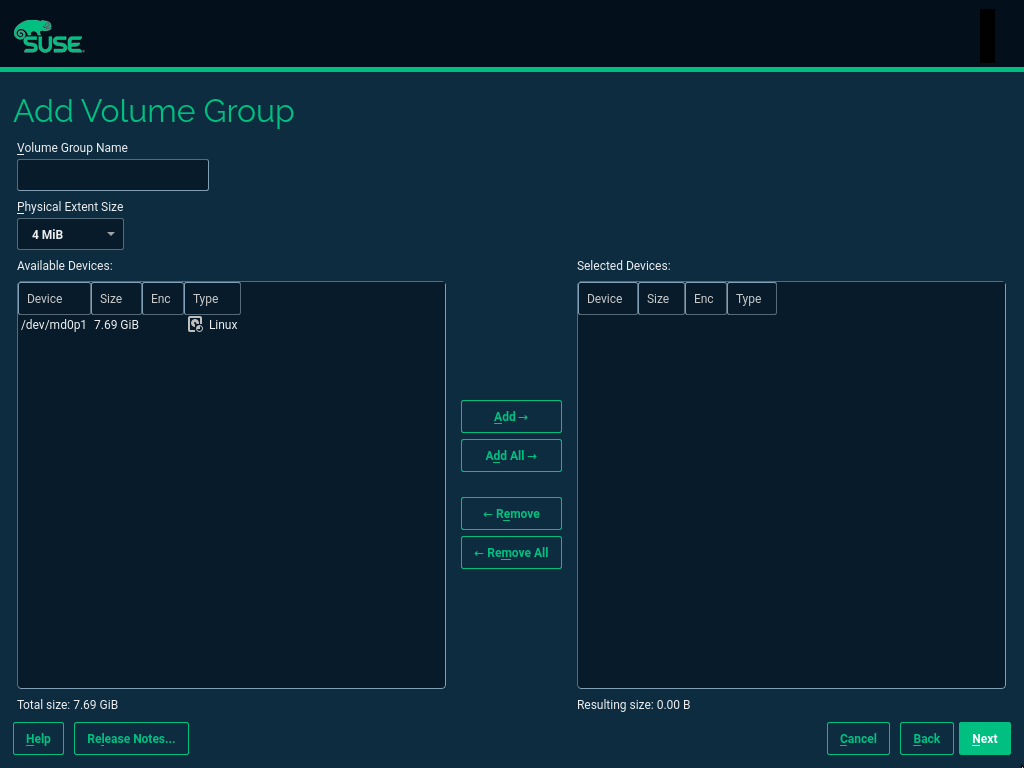 SUSE
Add Volume Group
Volume Group Name
Physical Extent Size
4 MiB
Available Devices:
Device Size Enc Type
/dev/md0p1 7.69 GiB Linux
Total size: 7.69 GiB
Add →
Add All →
← Remove
← Remove All
Selected Devices:
Device Size Enc Type
Resulting size: 0.00 B
Help Release Notes... Cancel Back Next